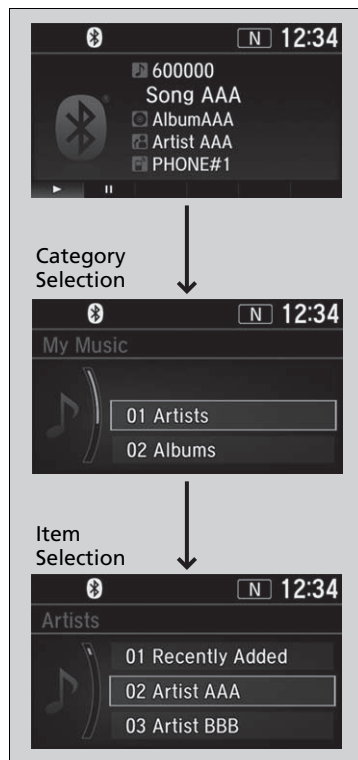 N 12:34
600000
Song AAA
AlbumAAA
Artist AAA
PHONE#1
Category
Selection
N 12:34
My Music
01 Artists
02 Albums
Item
Selection
N 12:34
Artists
01 Recently Added
02 Artist AAA
03 Artist BBB